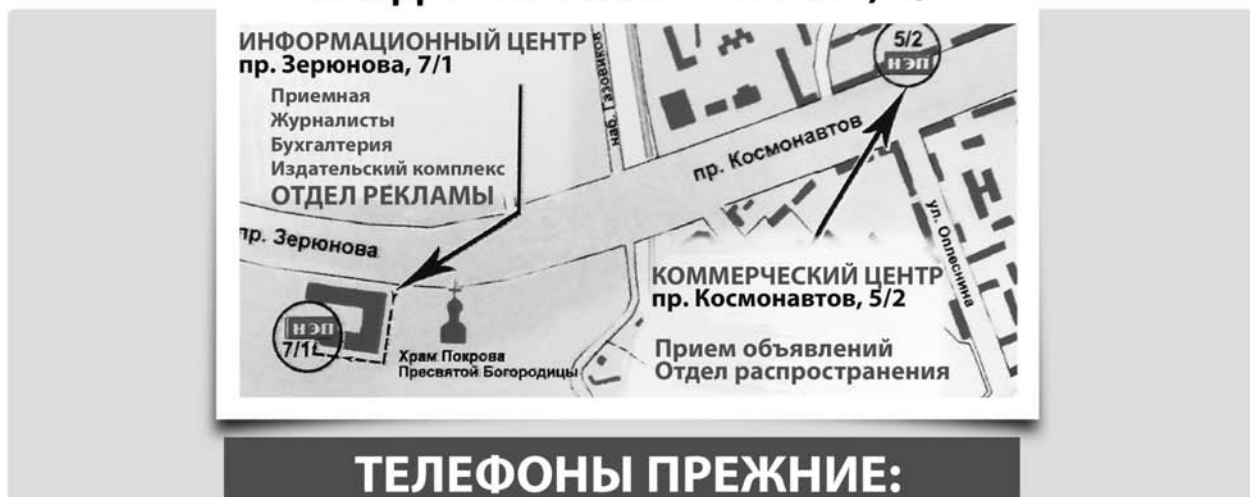 ИНФОРМАЦИОННЫЙ ЦЕНТР
пр. Зерюнова, 7/1
Приемная
Журналисты
Бухгалтерия
Издательский комплекс
ОТДЕЛ РЕКЛАМЫ
наб. Газовиков
5/2
НЭП
пр. Космонавтов
ул. Оплеснина
пр. Зерюнова
КОММЕРЧЕСКИЙ ЦЕНТР
пр. Космонавтов, 5/2
НЭП
7/1
Храм Покрова
Пресвятой Богородицы
Прием объявлений
Отдел распространения
ТЕЛЕФОНЫ ПРЕЖНИЕ: